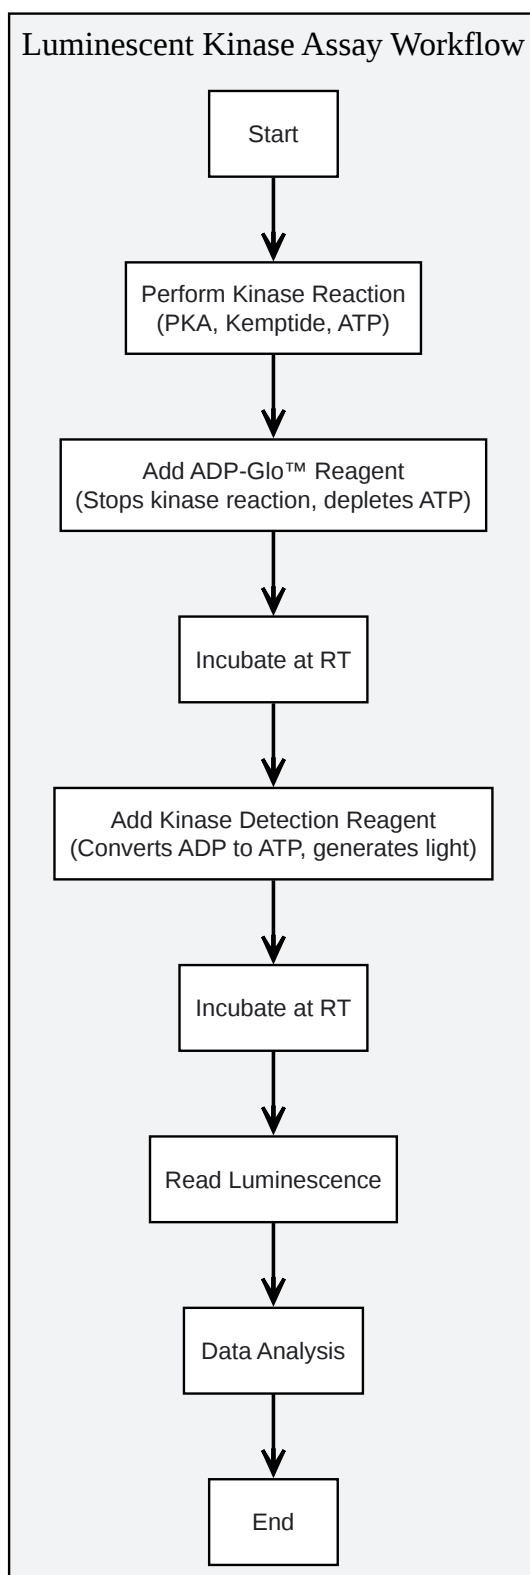 Luminescent Kinase Assay Workflow
Start
Perform Kinase Reaction
(PKA, Kemptide, ATP)
Add ADP-Glo™ Reagent
(Stops kinase reaction, depletes ATP)
Incubate at RT
Add Kinase Detection Reagent
(Converts ADP to ATP, generates light)
Incubate at RT
Read Luminescence
Data Analysis
End